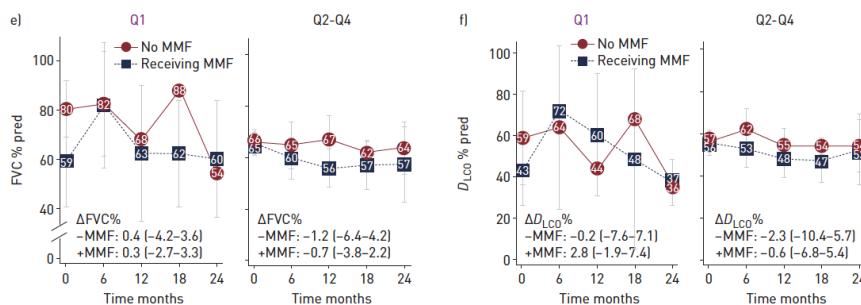 e)
Q1
Q2–Q4
No MMF
Receiving MMF
FVC % pred
100
80
60
40
0
80 82 68 88 54
59 63 62 60
66 65 67 62 64
65 60 56 57 57
ΔFVC%
–MMF: 0.4 (–4.2–3.6)
+MMF: 0.3 (–2.7–3.3)
ΔFVC%
–MMF: –1.2 (–6.4–4.2)
+MMF: –0.7 (–3.8–2.2)
0 6 12 18 24
Time months
0 6 12 18 24
Time months
f)
Q1
Q2–Q4
No MMF
Receiving MMF
DLCO % pred
100
80
60
40
20
0
59 64 44 68 36
43 72 60 48 37
57 62 55 54
56 53 48 47
ΔDLCO%
–MMF: –0.2 (–7.6–7.1)
+MMF: 2.8 (–1.9–7.4)
ΔDLCO%
–MMF: –2.3 (–10.4–5.7)
+MMF: –0.6 (–6.8–5.4)
0 6 12 18 24
Time months
0 6 12 18 24
Time months